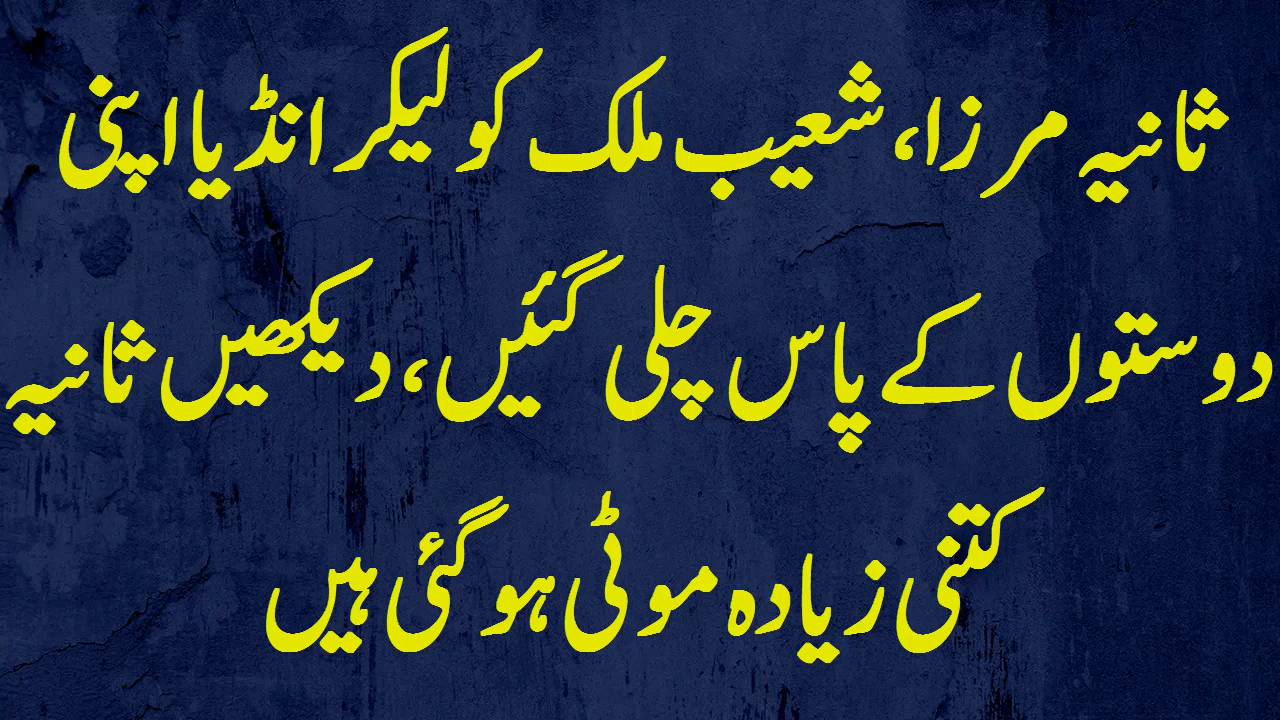 ثانیہ مرزا، شعیب ملک کو لیکر انڈیا اپنی
دوستوں کے پاس چلی گئیں، دیکھیں ثانیہ
کتنی زیادہ موٹی ہو گئی ہیں